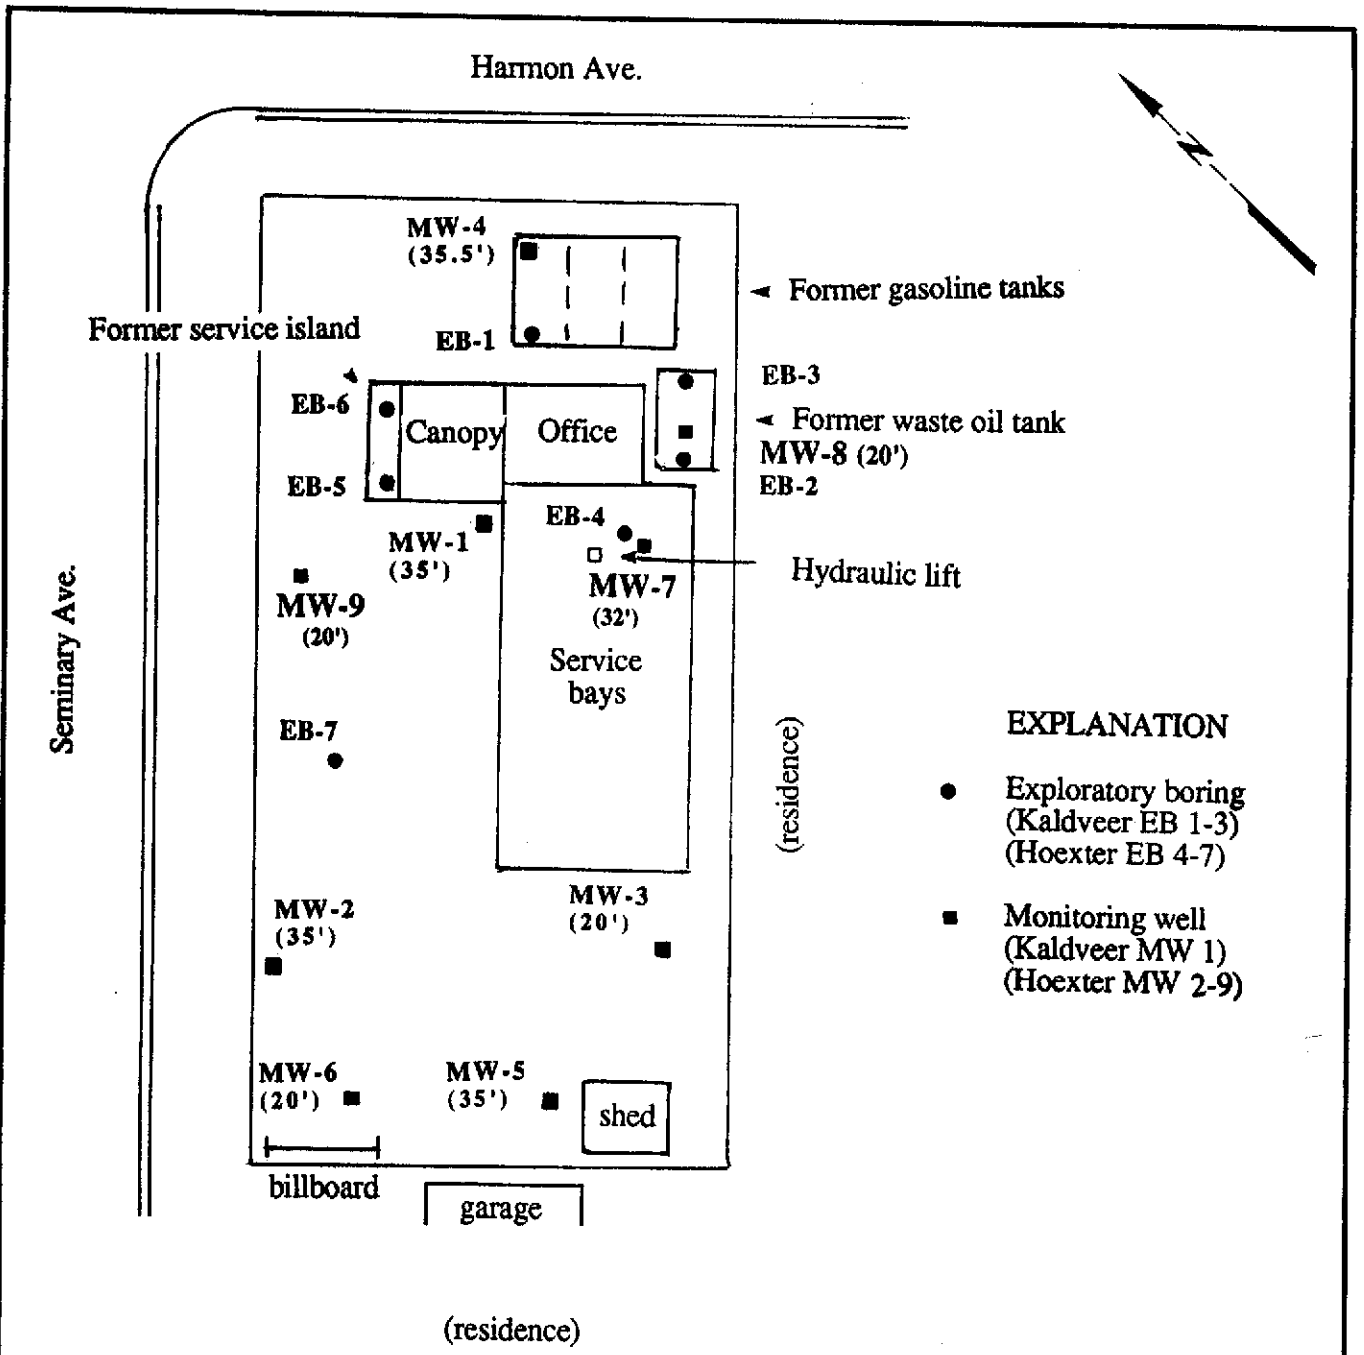 Harmon Ave.
N
MW-4
(35.5')
Former gasoline tanks
Former service island
EB-1
EB-3
EB-6
Canopy
Office
Former waste oil tank
MW-8 (20')
EB-5
EB-2
EB-4
MW-1
(35')
Hydraulic lift
MW-7
(32')
MW-9
(20')
Seminary Ave.
Service
bays
EB-7
(residence)
EXPLANATION
Exploratory boring
(Kaldveer EB 1-3)
(Hoexter EB 4-7)
MW-3
(20')
MW-2
(35')
Monitoring well
(Kaldveer MW 1)
(Hoexter MW 2-9)
MW-6
(20')
MW-5
(35')
shed
billboard
garage
(residence)